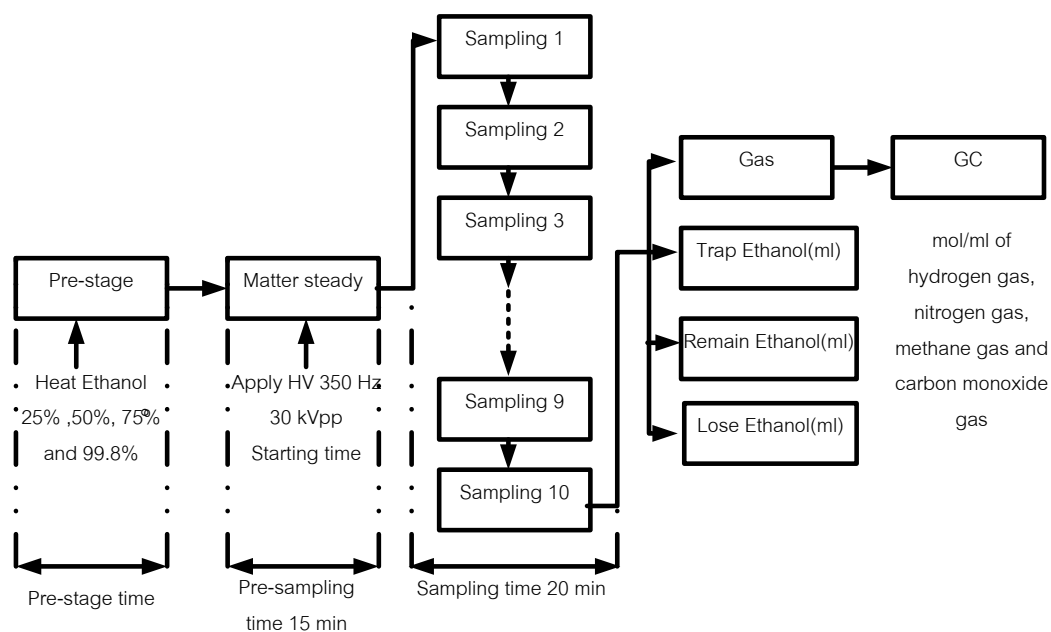 Sampling 1
Sampling 2
Sampling 3
Sampling 9
Sampling 10
Pre-stage
Matter steady
Heat Ethanol
25% ,50%, 75%
and 99.8%
Apply HV 350 Hz
30 kVpp
Starting time
Pre-stage time
Pre-sampling
time 15 min
Sampling time 20 min
Gas
GC
Trap Ethanol(ml)
Remain Ethanol(ml)
Lose Ethanol(ml)
mol/ml of
hydrogen gas,
nitrogen gas,
methane gas and
carbon monoxide
gas